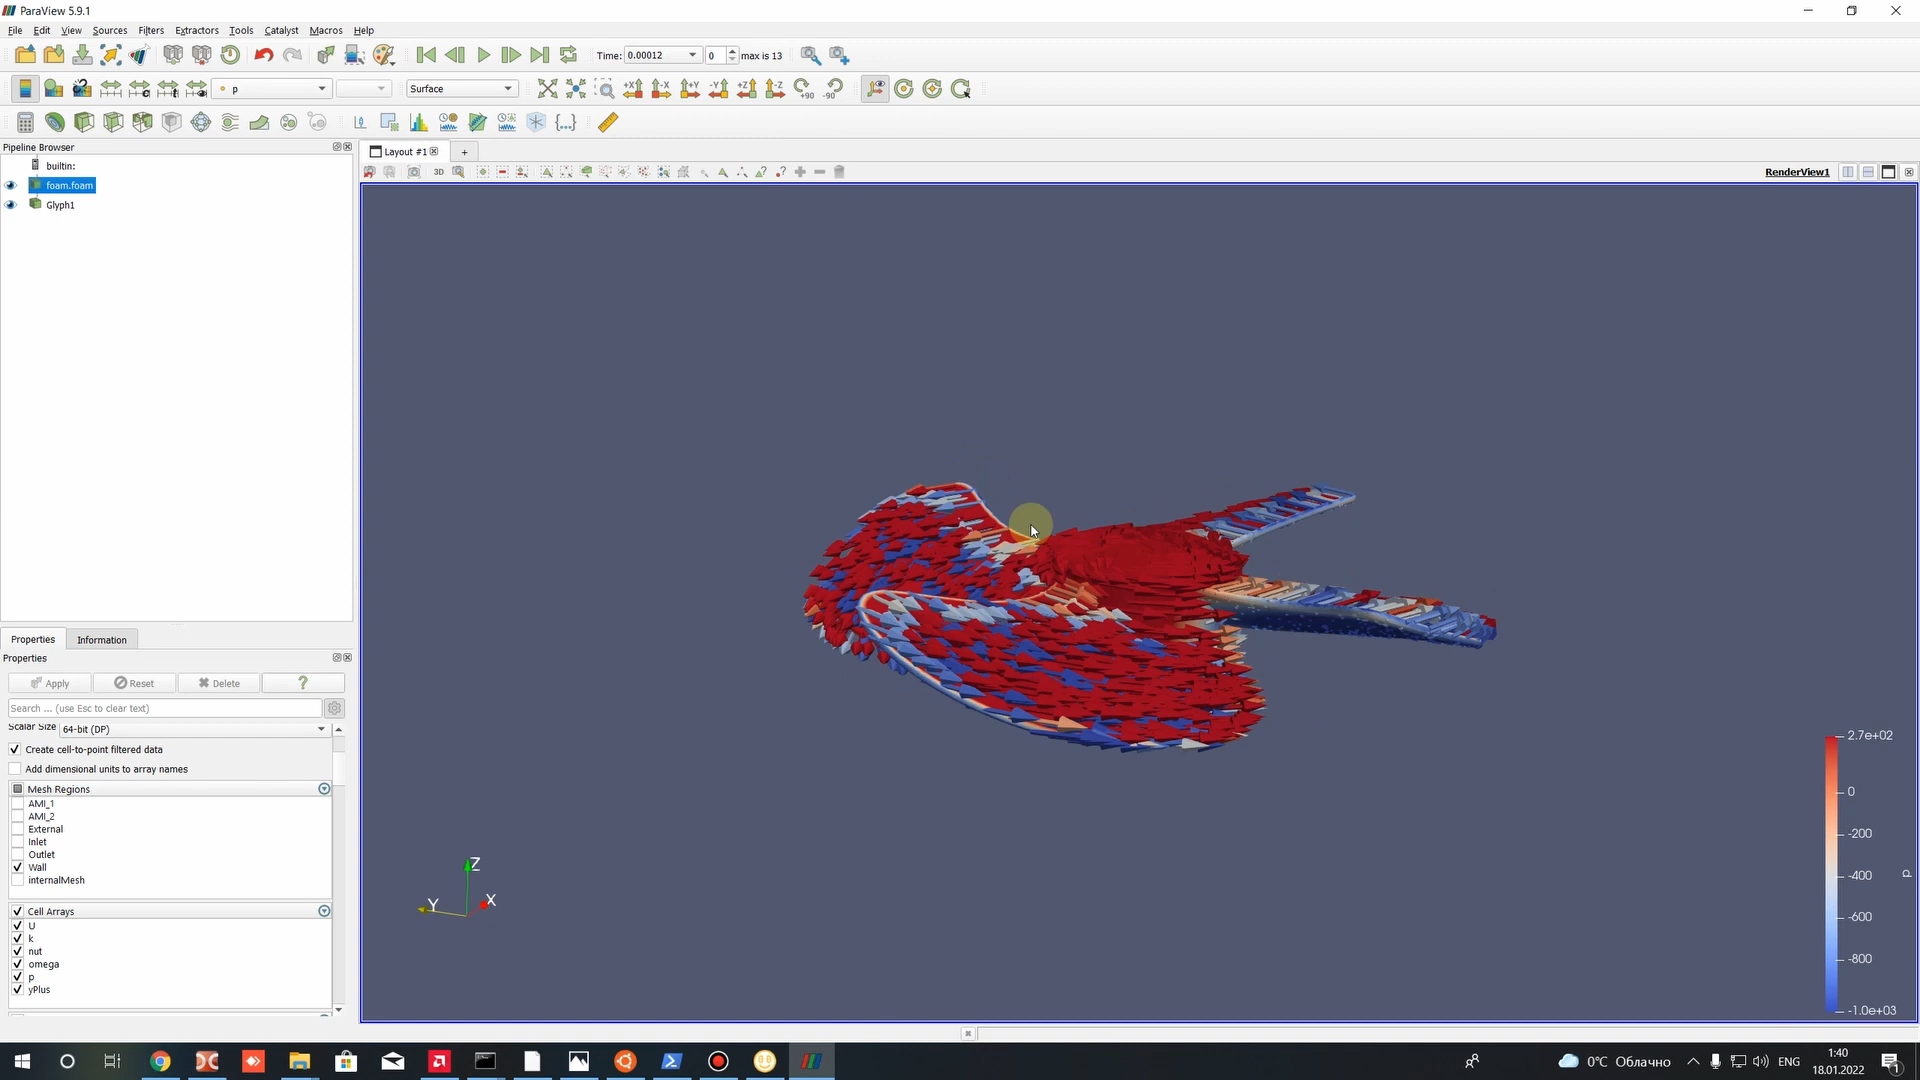 ParaView 5.9.1
File Edit View Sources Filters Extractors Tools Catalyst Macros Help
Time: 0.00012 0 max is 13
p Surface +X -X +Y -Y +Z -Z +90 -90
Pipeline Browser
Layout #1 +
builtin:
3D
RenderView1
foam.foam
Glyph1
Properties Information
Properties
Apply Reset Delete ?
Search ... (use Esc to clear text)
Scalar Size 64-bit (DP)
Create cell-to-point filtered data
Add dimensional units to array names
Mesh Regions
AMI_1
AMI_2
External
Inlet
Outlet
Wall
internalMesh
Cell Arrays
U
k
nut
omega
p
yPlus
Z
Y
X
2.7e+02
0
-200
-400
-600
-800
-1.0e+03
p
0°C Облачно ENG
1:40
18.01.2022
1